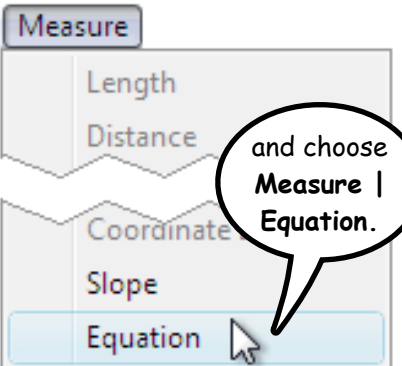 Measure
Length
Distance
and choose
Measure |
Equation.
Coordinate
Slope
Equation